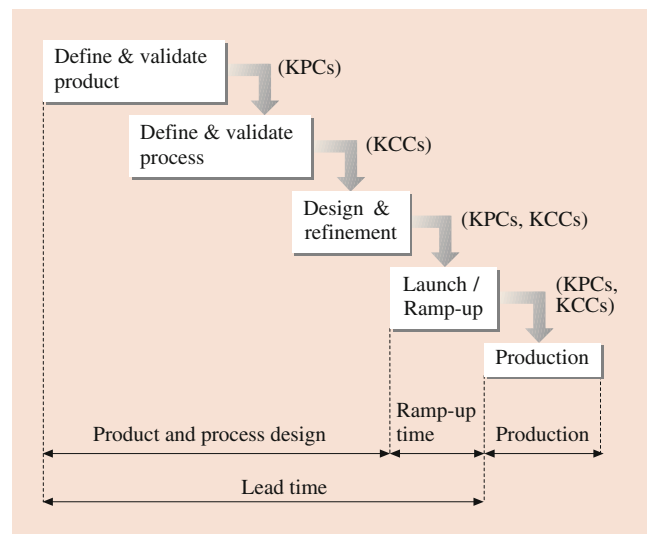 Define & validate
product
(KPCs)
Define & validate
process
(KCCs)
Design &
refinement
(KPCs, KCCs)
Launch /
Ramp-up
(KPCs,
KCCs)
Production
Product and process design
Ramp-up
time
Production
Lead time